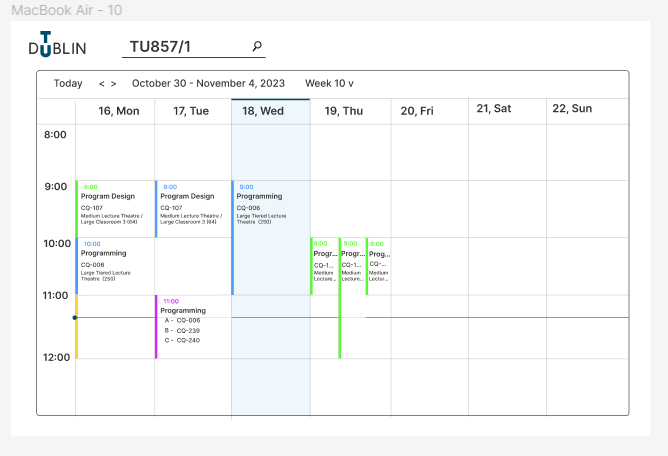 MacBook Air - 10
TU DUBLIN
TU857/1
Today < > October 30 - November 4, 2023 Week 10 v
16, Mon 17, Tue 18, Wed 19, Thu 20, Fri 21, Sat 22, Sun
8:00
9:00
9:00
Program Design
CQ-107
Medium Lecture Theatre /
Large Classroom 3 (64)
9:00
Program Design
CQ-107
Medium Lecture Theatre /
Large Classroom 3 (64)
9:00
Programming
CQ-006
Large Tiered Lecture
Theatre (250)
10:00
10:00
Programming
CQ-006
Large Tiered Lecture
Theatre (250)
9:00
Progr...
CQ-1...
Medium
Lecture...
9:00
Progr...
CQ-1...
Medium
Lecture...
9:00
Prog...
CQ-...
Medium
Lectur...
11:00
11:00
Programming
A - CQ-006
B - CQ-239
C - CQ-240
12:00